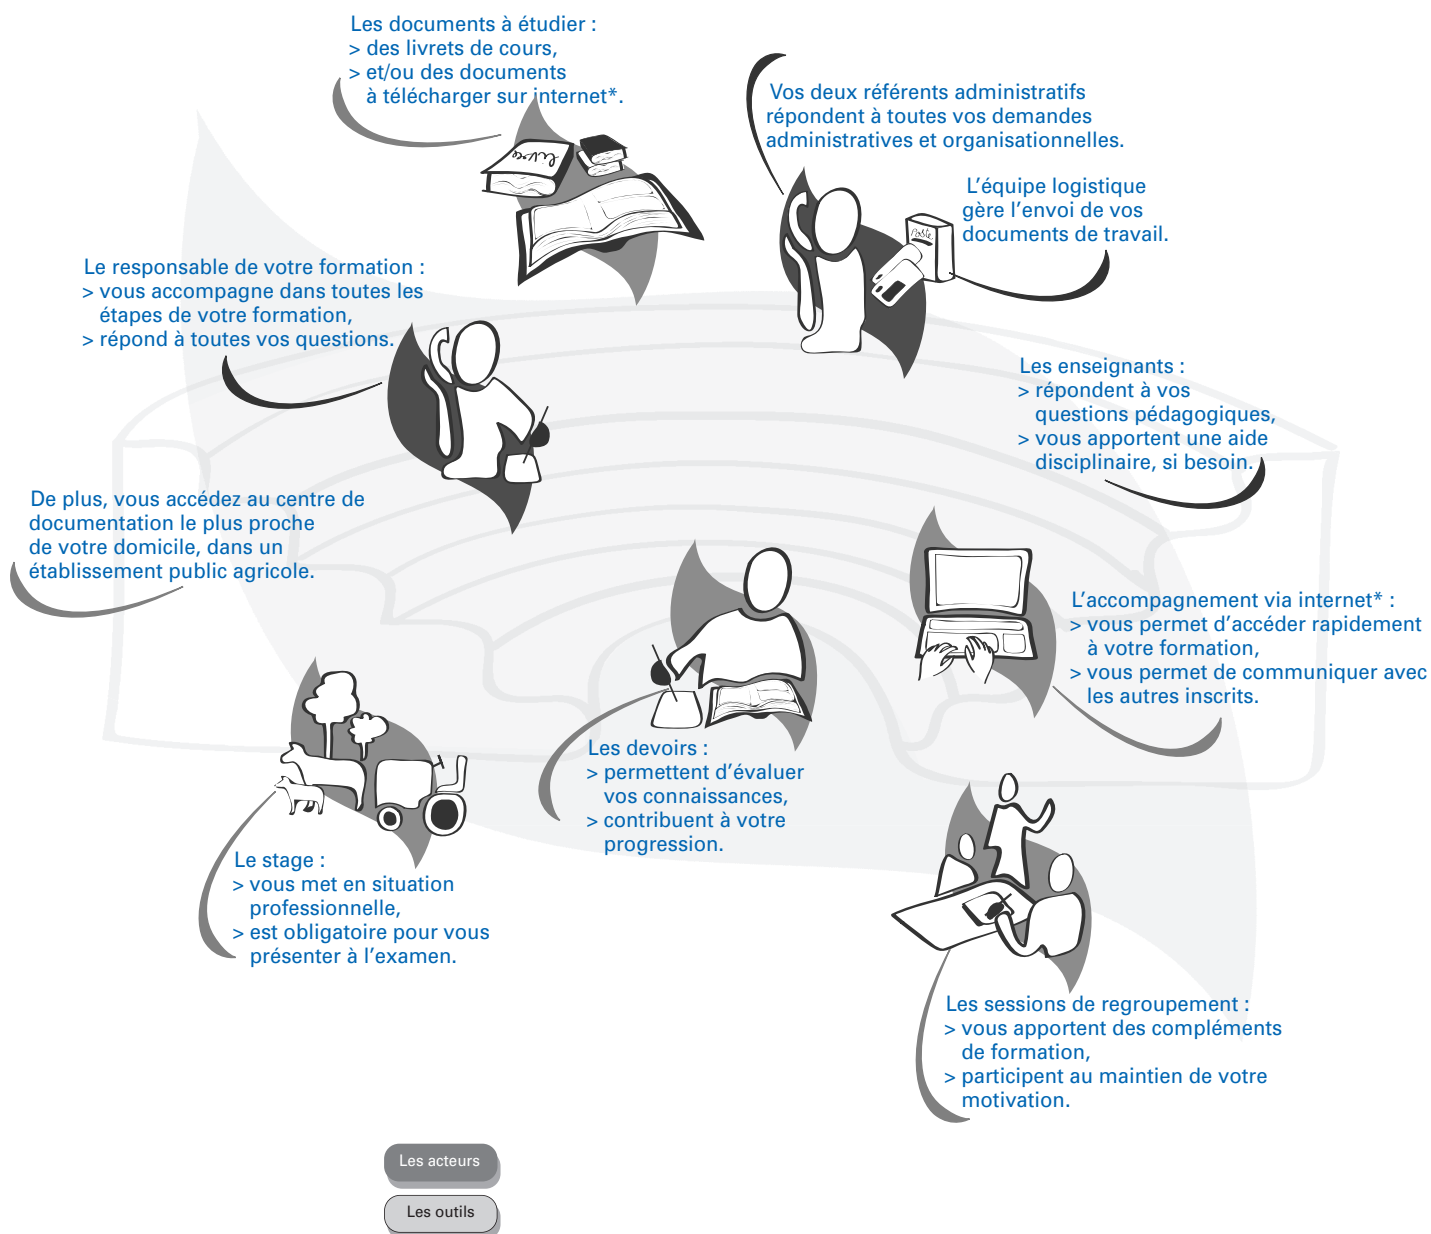 Les documents à étudier :
> des livrets de cours,
> et/ou des documents
à télécharger sur internet*.
livre
Vos deux référents administratifs
répondent à toutes vos demandes
administratives et organisationnelles.
L'équipe logistique
gère l'envoi de vos
documents de travail.
Poste
Le responsable de votre formation :
> vous accompagne dans toutes les
étapes de votre formation,
> répond à toutes vos questions.
Les enseignants :
> répondent à vos
questions pédagogiques,
> vous apportent une aide
disciplinaire, si besoin.
De plus, vous accédez au centre de
documentation le plus proche
de votre domicile, dans un
établissement public agricole.
L'accompagnement via internet* :
> vous permet d'accéder rapidement
à votre formation,
> vous permet de communiquer avec
les autres inscrits.
Les devoirs :
> permettent d'évaluer
vos connaissances,
> contribuent à votre
progression.
Le stage :
> vous met en situation
professionnelle,
> est obligatoire pour vous
présenter à l'examen.
Les sessions de regroupement :
> vous apportent des compléments
de formation,
> participent au maintien de votre
motivation.
Les acteurs
Les outils